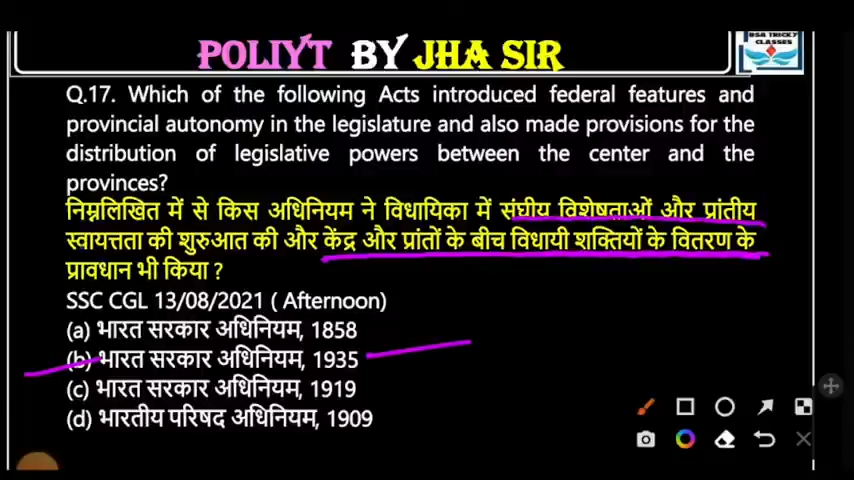 POLIYT BY JHA SIR
BSA TRICKY
CLASSES
Q.17. Which of the following Acts introduced federal features and
provincial autonomy in the legislature and also made provisions for the
distribution of legislative powers between the center and the
provinces?
निम्नलिखित में से किस अधिनियम ने विधायिका में संघीय विशेषताओं और प्रांतीय
स्वायत्तता की शुरुआत की और केंद्र और प्रांतों के बीच विधायी शक्तियों के वितरण के
प्रावधान भी किया ?
SSC CGL 13/08/2021 ( Afternoon)
(a) भारत सरकार अधिनियम, 1858
(b) भारत सरकार अधिनियम, 1935
(c) भारत सरकार अधिनियम, 1919
(d) भारतीय परिषद अधिनियम, 1909